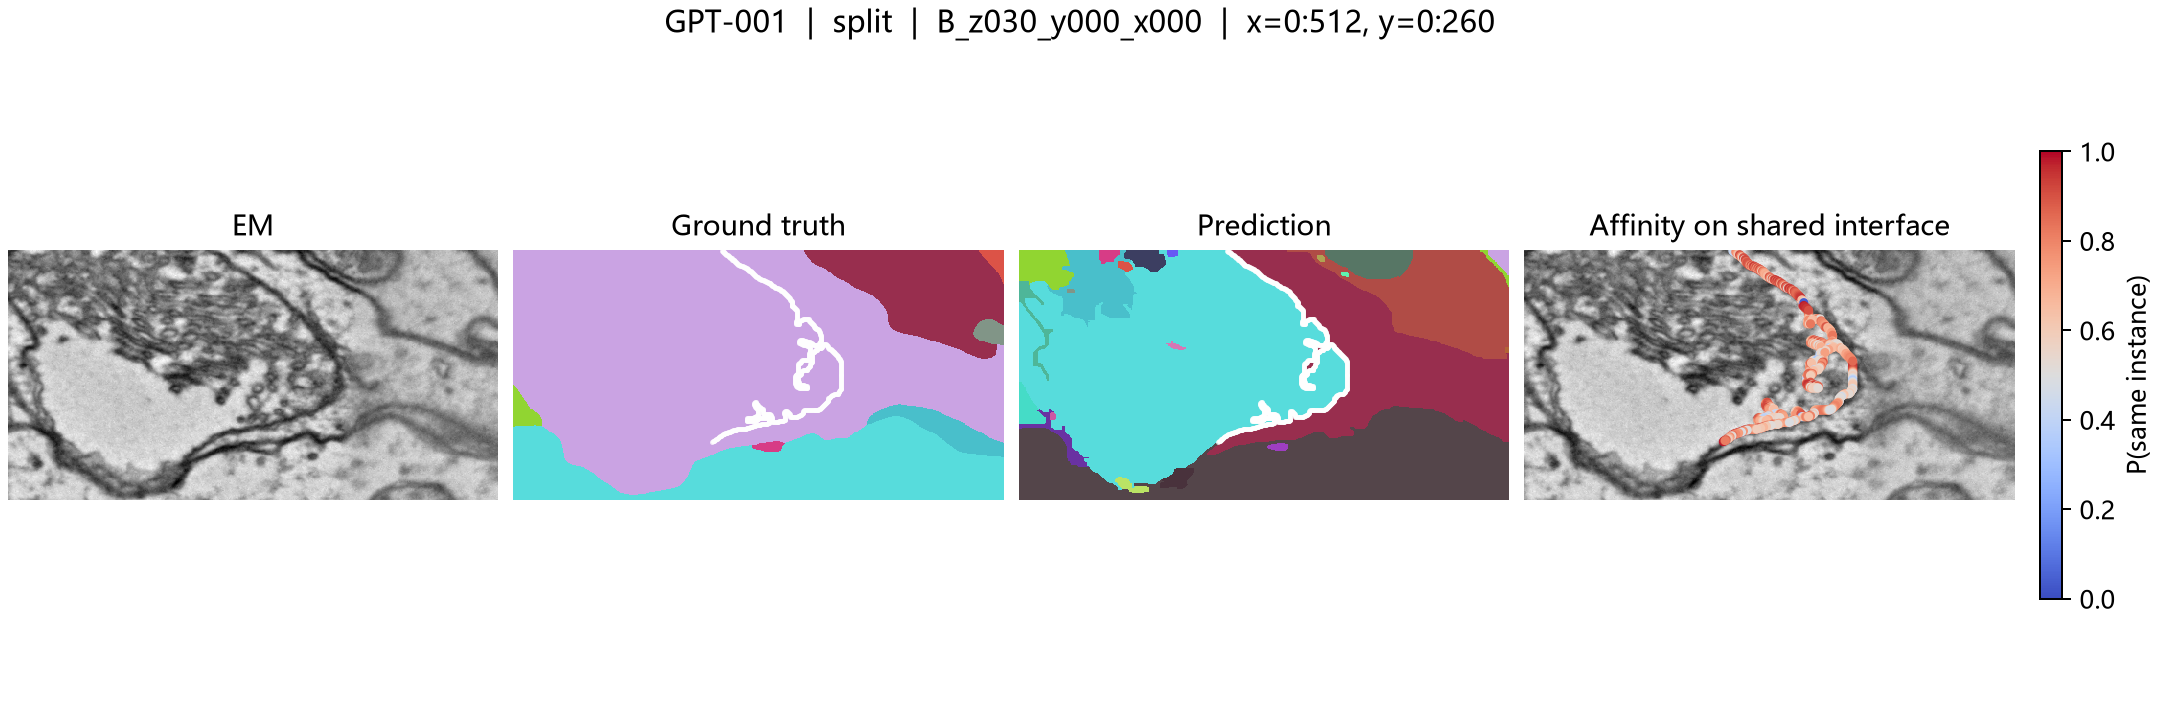 GPT-001 | split | B_z030_y000_x000 | x=0:512, y=0:260
EM
Ground truth
Prediction
Affinity on shared interface
1.0
0.8
0.6
0.4
0.2
0.0
P(same instance)